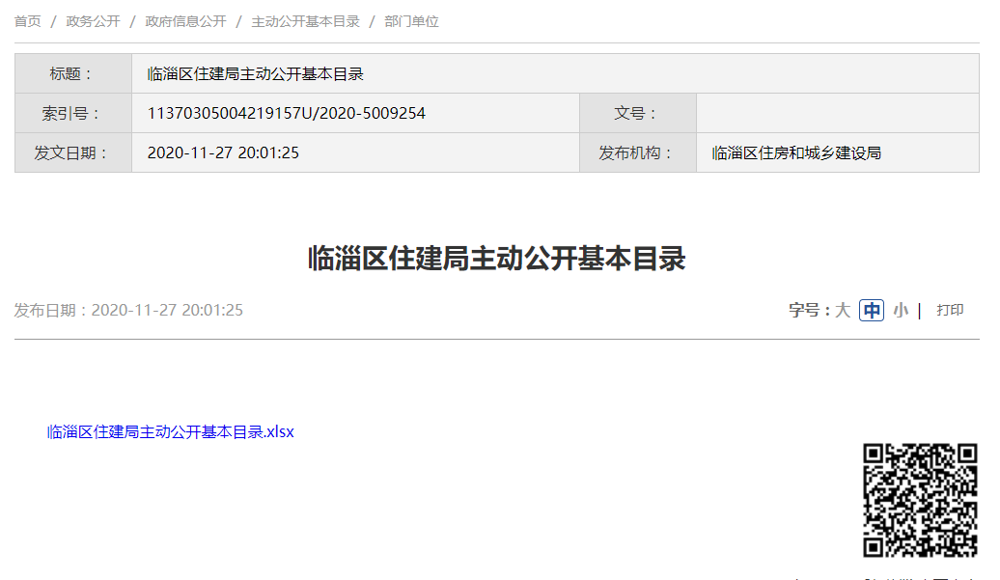 首页 / 政务公开 / 政府信息公开 / 主动公开基本目录 / 部门单位
标题： 临淄区住建局主动公开基本目录
索引号： 11370305004219157U/2020-5009254 文号：
发文日期： 2020-11-27 20:01:25 发布机构： 临淄区住房和城乡建设局
临淄区住建局主动公开基本目录
发布日期：2020-11-27 20:01:25 字号：大 中 小 | 打印
临淄区住建局主动公开基本目录.xlsx